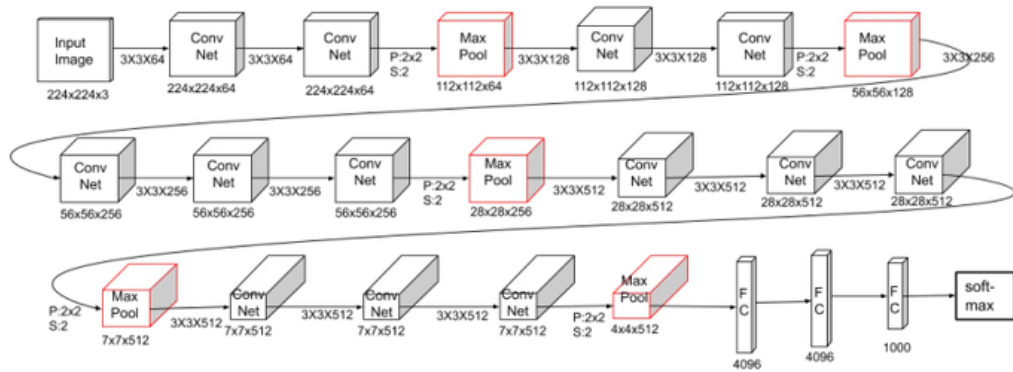 Input
Image
224x224x3
3X3X64
Conv
Net
224x224x64
3X3X64
Conv
Net
224x224x64
P:2x2
S:2
Max
Pool
112x112x64
3X3X128
Conv
Net
112x112x128
3X3X128
Conv
Net
112x112x128
P:2x2
S:2
Max
Pool
56x56x128
3X3X256
Conv
Net
56x56x256
3X3X256
Conv
Net
56x56x256
3X3X256
Conv
Net
56x56x256
P:2x2
S:2
Max
Pool
28x28x256
3X3X512
Conv
Net
28x28x512
3X3X512
Conv
Net
28x28x512
3X3X512
Conv
Net
28x28x512
P:2x2
S:2
Max
Pool
7x7x512
3X3X512
Conv
Net
7x7x512
3X3X512
Conv
Net
7x7x512
3X3X512
Conv
Net
7x7x512
P:2x2
S:2
Max
Pool
4x4x512
FC
4096
FC
4096
FC
1000
soft-
max